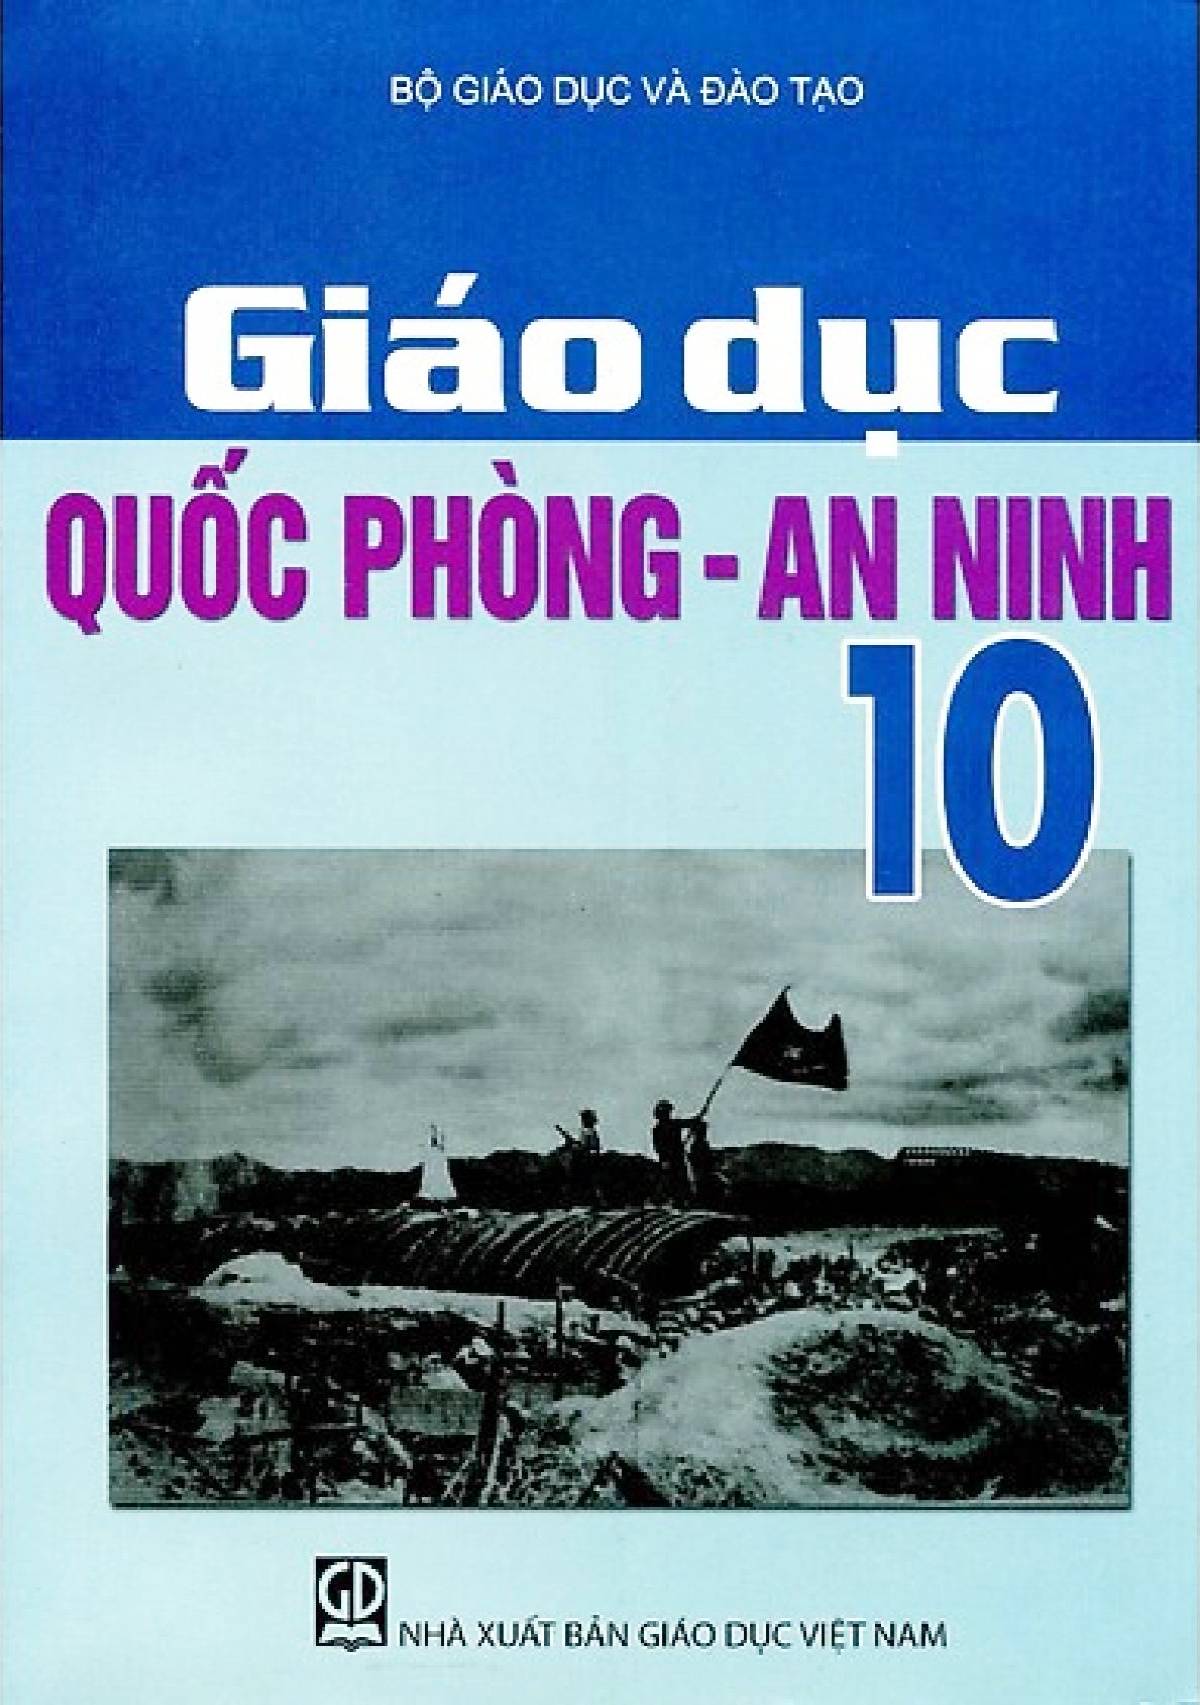 BỘ GIÁO DỤC VÀ ĐÀO TẠO
Giáo dục
QUỐC PHÒNG - AN NINH
10
GD
NHÀ XUẤT BẢN GIÁO DỤC VIỆT NAM